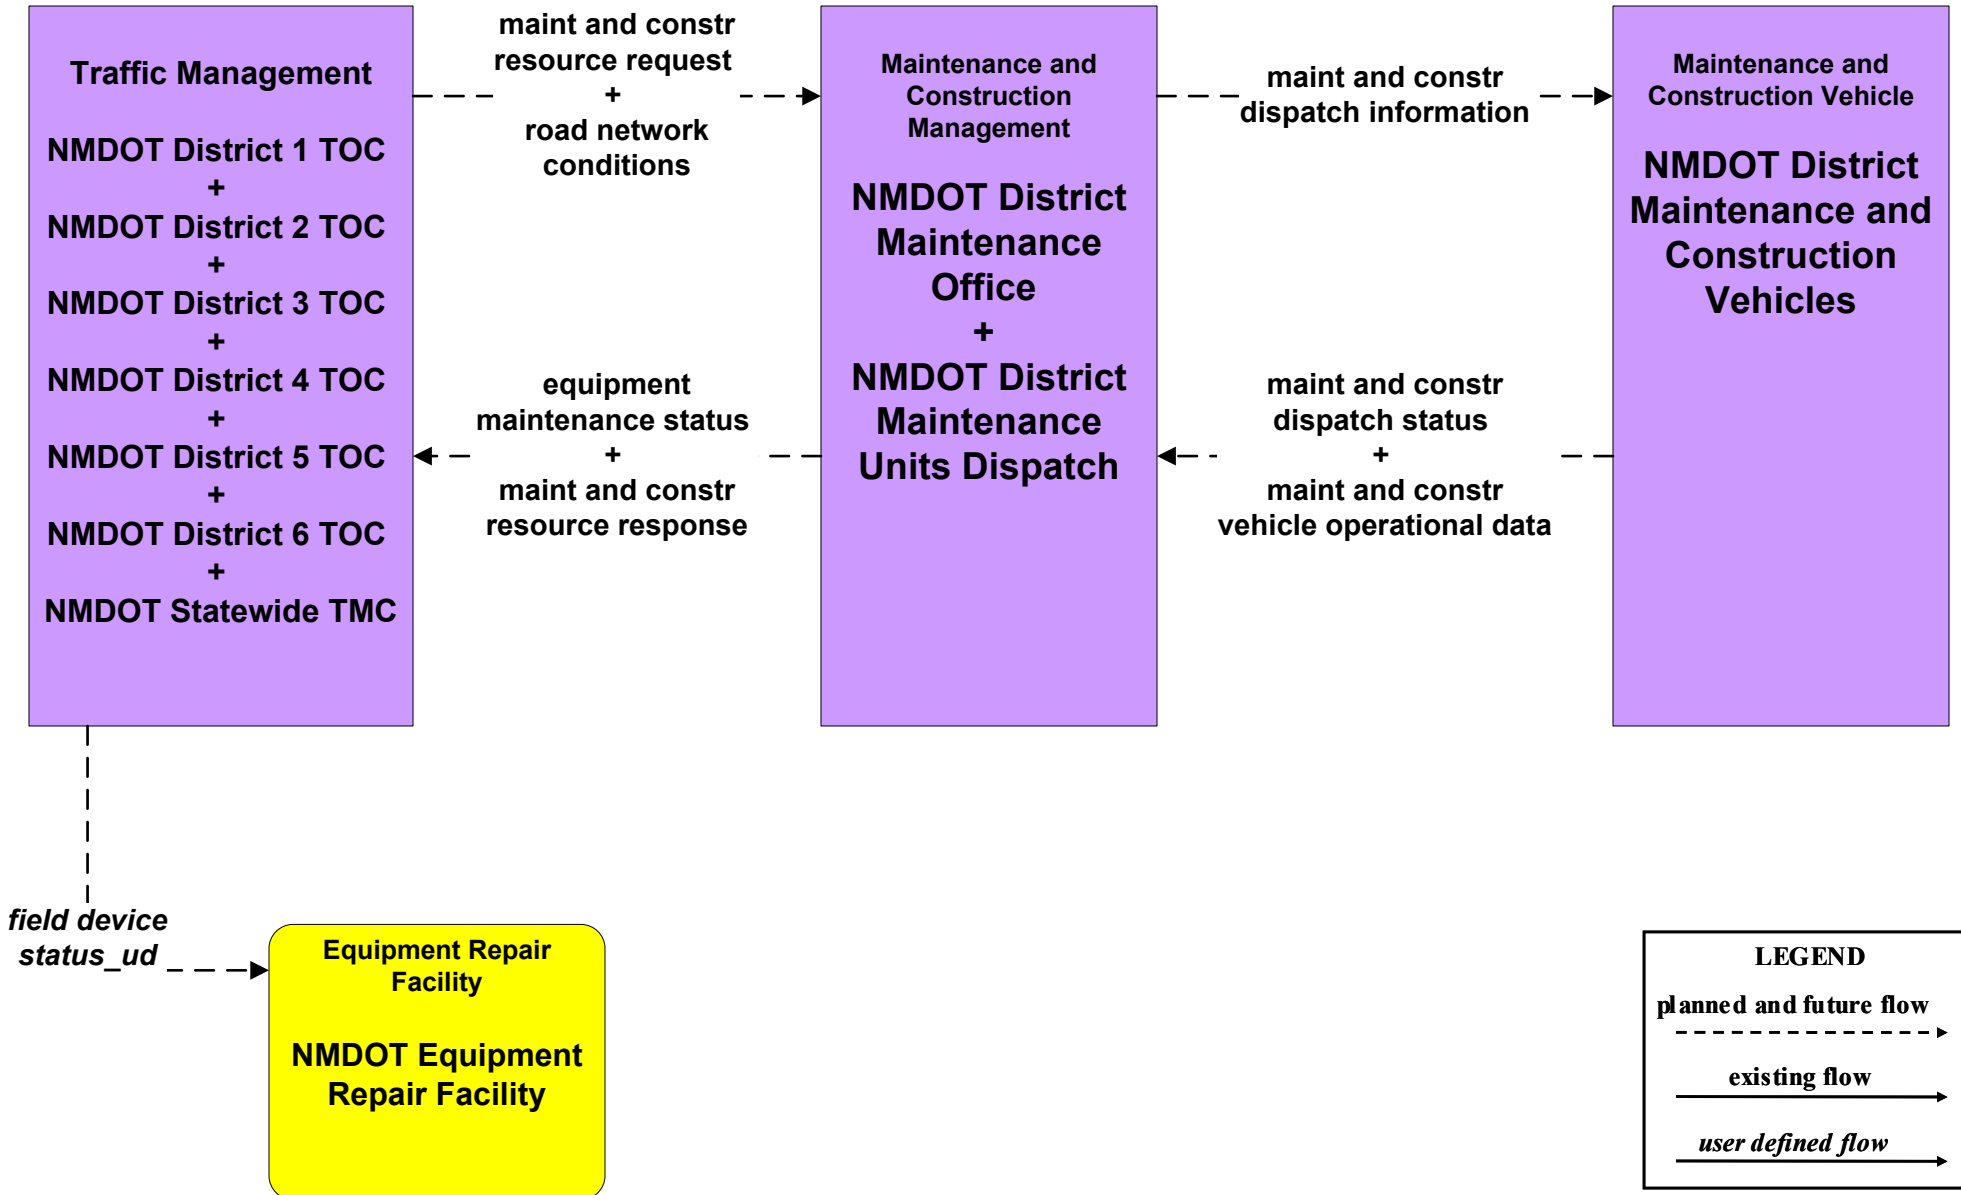 Traffic Management
NMDOT District 1 TOC
+
NMDOT District 2 TOC
+
NMDOT District 3 TOC
+
NMDOT District 4 TOC
+
NMDOT District 5 TOC
+
NMDOT District 6 TOC
+
NMDOT Statewide TMC
maint and constr
resource request
+
road network
conditions
equipment
maintenance status
+
maint and constr
resource response
Maintenance and
Construction
Management
NMDOT District
Maintenance
Office
+
NMDOT District
Maintenance
Units Dispatch
maint and constr
dispatch information
maint and constr
dispatch status
+
maint and constr
vehicle operational data
Maintenance and
Construction Vehicle
NMDOT District
Maintenance and
Construction
Vehicles
field device
status_ud
Equipment Repair
Facility
NMDOT Equipment
Repair Facility
LEGEND
planned and future flow
existing flow
user defined flow